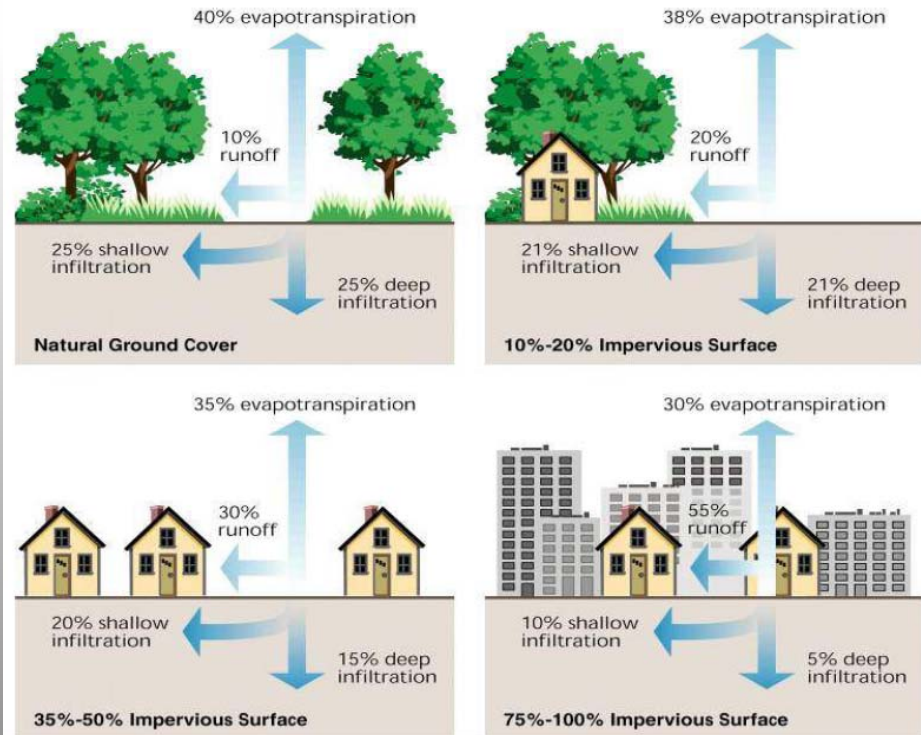 40% evapotranspiration
10%
runoff
25% shallow
infiltration
25% deep
infiltration
Natural Ground Cover
38% evapotranspiration
20%
runoff
21% shallow
infiltration
21% deep
infiltration
10%-20% Impervious Surface
35% evapotranspiration
30%
runoff
20% shallow
infiltration
15% deep
infiltration
35%-50% Impervious Surface
30% evapotranspiration
55%
runoff
10% shallow
infiltration
5% deep
infiltration
75%-100% Impervious Surface